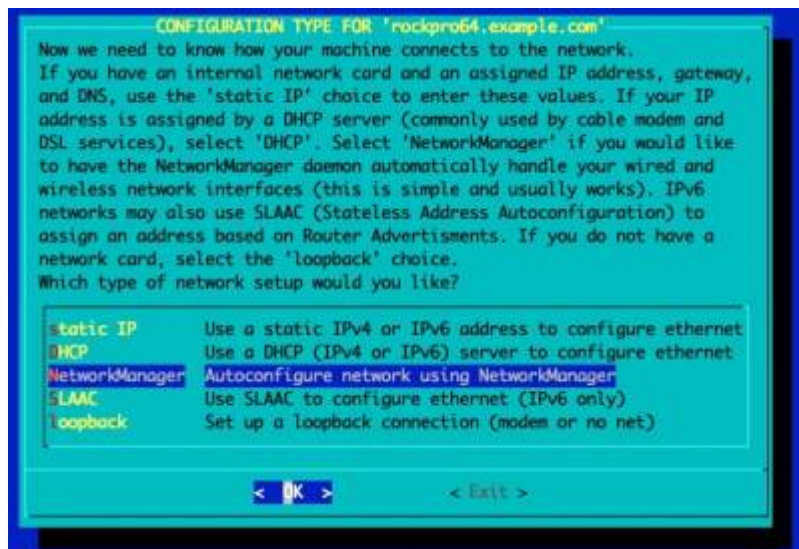 CONFIGURATION TYPE FOR 'rockpro64.example.com'
Now we need to know how your machine connects to the network.
If you have an internal network card and an assigned IP address, gateway,
and DNS, use the 'static IP' choice to enter these values. If your IP
address is assigned by a DHCP server (commonly used by cable modem and
DSL services), select 'DHCP'. Select 'NetworkManager' if you would like
to have the NetworkManager daemon automatically handle your wired and
wireless network interfaces (this is simple and usually works). IPv6
networks may also use SLAAC (Stateless Address Autoconfiguration) to
assign an address based on Router Advertisments. If you do not have a
network card, select the 'loopback' choice.
Which type of network setup would you like?
static IP Use a static IPv4 or IPv6 address to configure ethernet
DHCP Use a DHCP (IPv4 or IPv6) server to configure ethernet
NetworkManager Autoconfigure network using NetworkManager
SLAAC Use SLAAC to configure ethernet (IPv6 only)
loopback Set up a loopback connection (modem or no net)
< OK > < Exit >